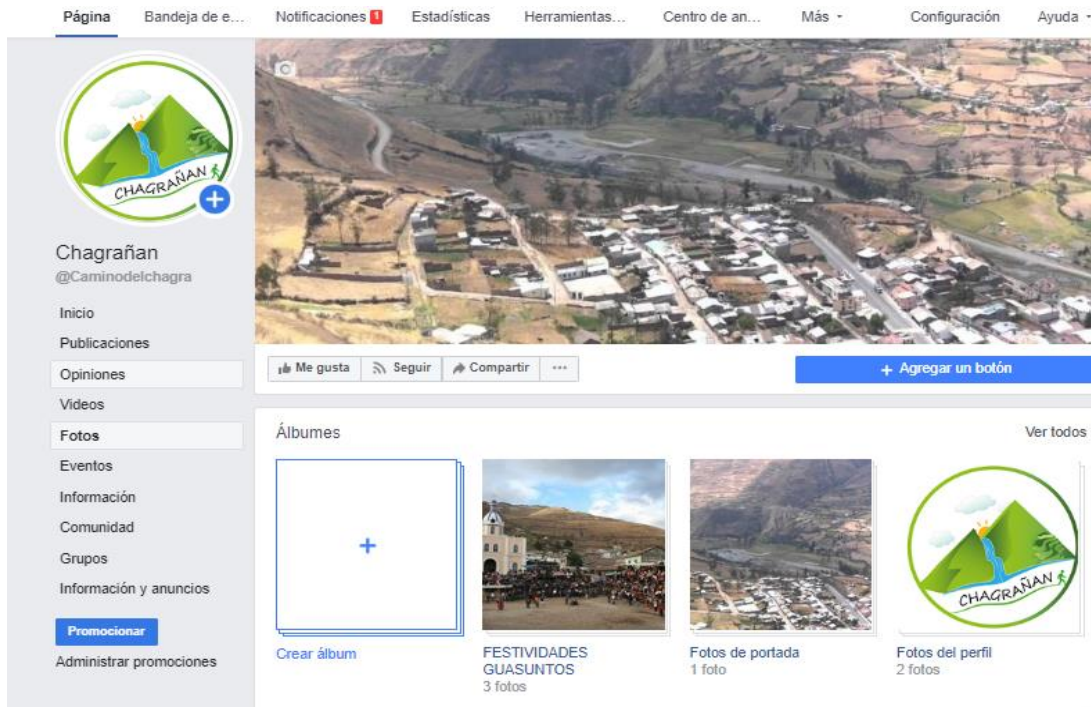 Página Bandeja de e... Notificaciones 1 Estadísticas Herramientas... Centro de an... Más Configuración Ayuda
CHAGRAÑAN
Chagrañan
@Caminodelchagra
Inicio
Publicaciones
Opiniones
Videos
Fotos
Eventos
Información
Comunidad
Grupos
Información y anuncios
Promocionar
Administrar promociones
Me gusta Seguir Compartir ...
+ Agregar un botón
Álbumes Ver todos
Crear álbum
FESTIVIDADES
GUASUNTOS
3 fotos
Fotos de portada
1 foto
CHAGRAÑAN
Fotos del perfil
2 fotos